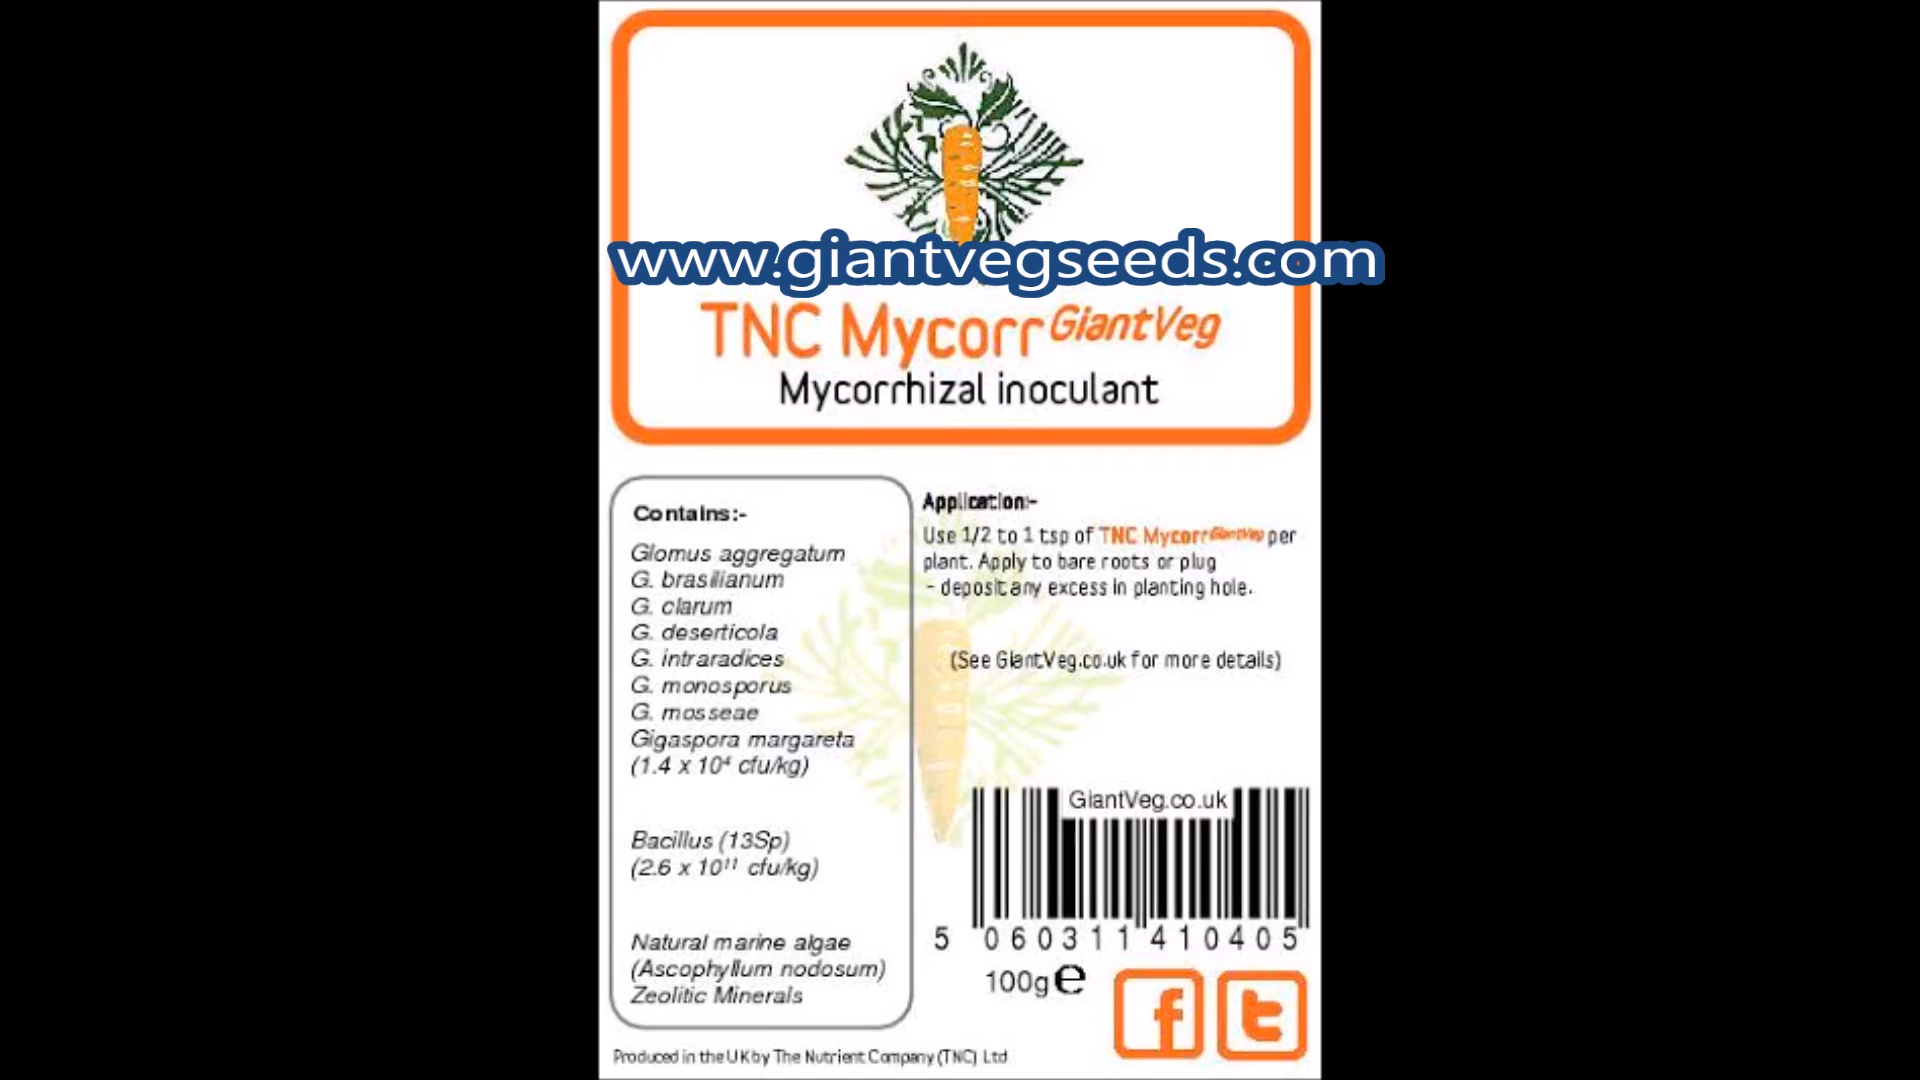 www.giantvegseeds.com
TNC Mycorr GiantVeg
Mycorrhizal inoculant
Contains:-
Glomus aggregatum
G. brasilianum
G. clarum
G. deserticola
G. intraradices
G. monosporus
G. mosseae
Gigaspora margareta
(1.4 x 10⁴ cfu/kg)
Bacillus (13Sp)
(2.6 x 10¹¹ cfu/kg)
Natural marine algae
(Ascophyllum nodosum)
Zeolitic Minerals
Application:-
Use 1/2 to 1 tsp of TNC Mycorr GiantVeg per
plant. Apply to bare roots or plug
- deposit any excess in planting hole.
(See GiantVeg.co.uk for more details)
GiantVeg.co.uk
5 060311 410405
100g℮
f t
Produced in the UK by The Nutrient Company (TNC) Ltd